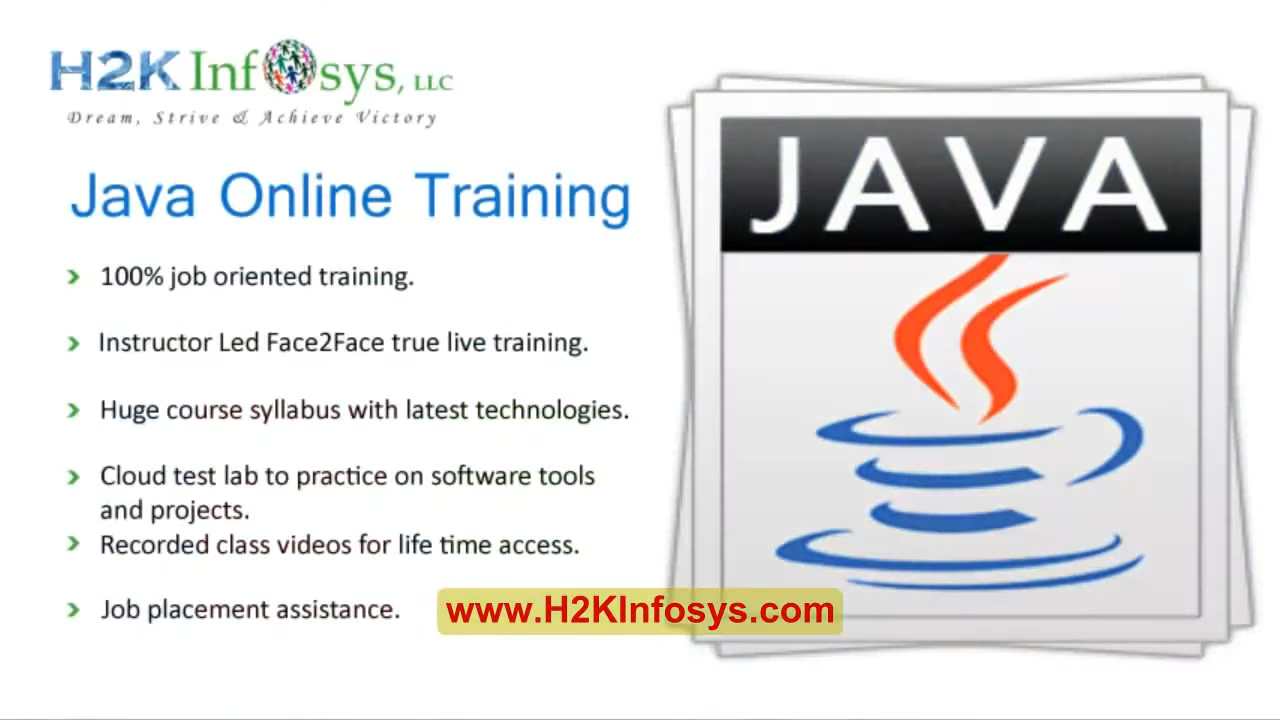 H2K Infosys, LLC
Dream, Strive & Achieve Victory
Java Online Training
100% job oriented training.
Instructor Led Face2Face true live training.
Huge course syllabus with latest technologies.
Cloud test lab to practice on software tools
and projects.
Recorded class videos for life time access.
Job placement assistance.
www.H2KInfosys.com
JAVA